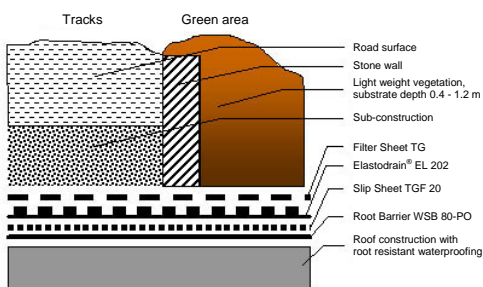 Tracks
Green area
Road surface
Stone wall
Light weight vegetation,
substrate depth 0.4 - 1.2 m
Sub-construction
Filter Sheet TG
Elastodrain® EL 202
Slip Sheet TGF 20
Root Barrier WSB 80-PO
Roof construction with
root resistant waterproofing